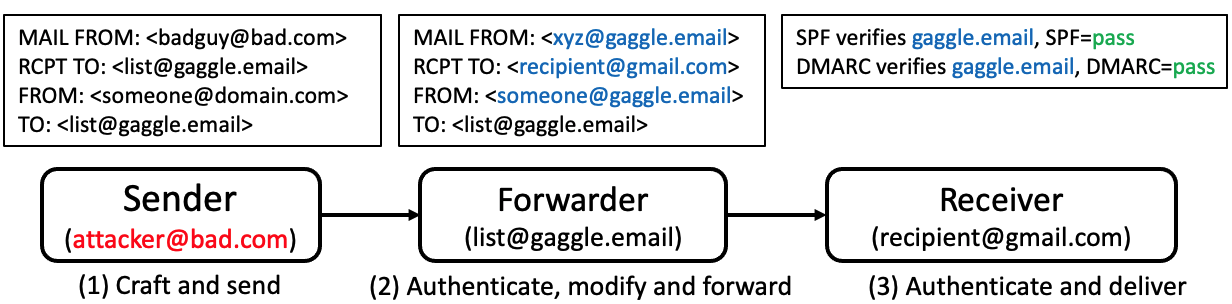 MAIL FROM: <badguy@bad.com>
RCPT TO: <list@gaggle.email>
FROM: <someone@domain.com>
TO: <list@gaggle.email>
MAIL FROM: <xyz@gaggle.email>
RCPT TO: <recipient@gmail.com>
FROM: <someone@gaggle.email>
TO: <list@gaggle.email>
SPF verifies gaggle.email, SPF=pass
DMARC verifies gaggle.email, DMARC=pass
Sender
(attacker@bad.com)
Forwarder
(list@gaggle.email)
Receiver
(recipient@gmail.com)
(1) Craft and send
(2) Authenticate, modify and forward
(3) Authenticate and deliver